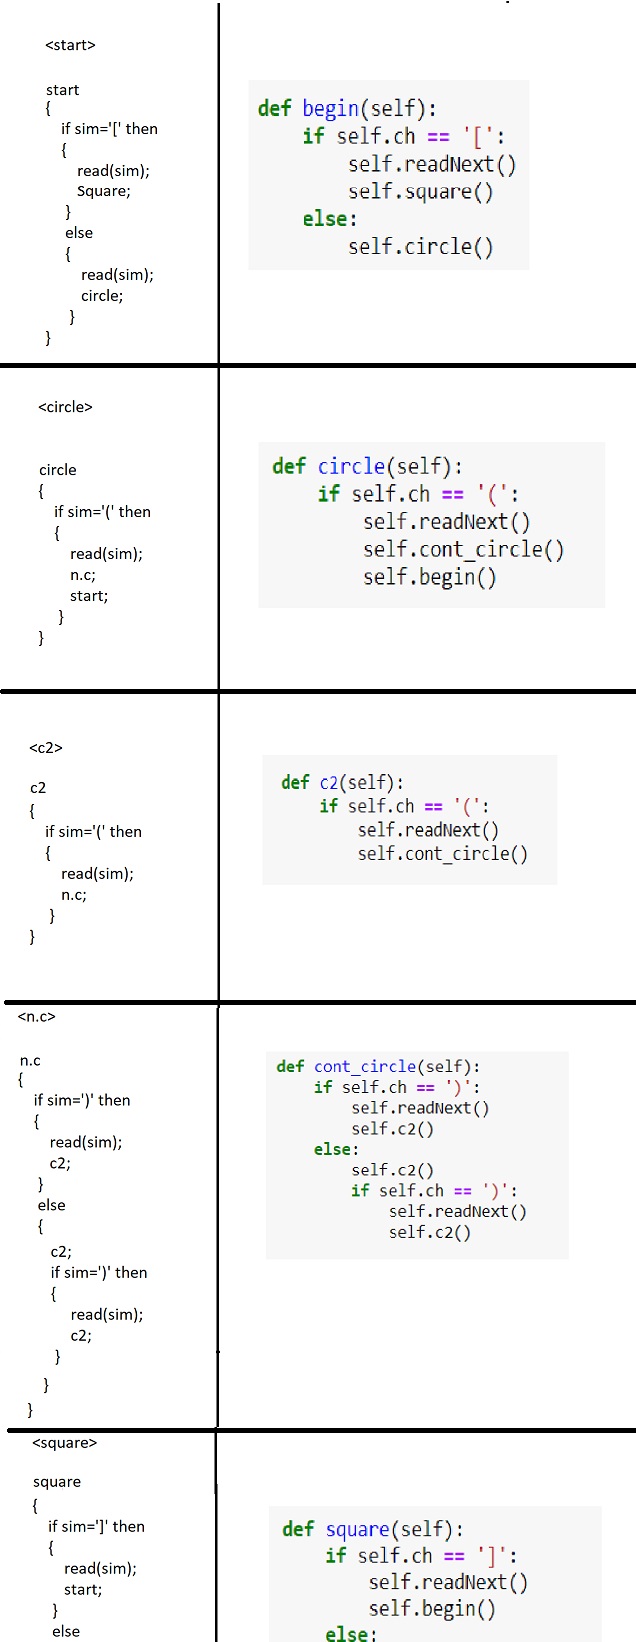 <start>
start
{
if sim='[' then
{
read(sim);
Square;
}
else
{
read(sim);
circle;
}
}
def begin(self):
if self.ch == '[':
self.readNext()
self.square()
else:
self.circle()
<circle>
circle
{
if sim='(' then
{
read(sim);
n.c;
start;
}
}
def circle(self):
if self.ch == '(':
self.readNext()
self.cont_circle()
self.begin()
<c2>
c2
{
if sim='(' then
{
read(sim);
n.c;
}
}
def c2(self):
if self.ch == '(':
self.readNext()
self.cont_circle()
<n.c>
n.c
{
if sim=')' then
{
read(sim);
c2;
}
else
{
c2;
if sim=')' then
{
read(sim);
c2;
}
}
}
def cont_circle(self):
if self.ch == ')':
self.readNext()
self.c2()
else:
self.c2()
if self.ch == ')':
self.readNext()
self.c2()
<square>
square
{
if sim=']' then
{
read(sim);
start;
}
else
def square(self):
if self.ch == ']':
self.readNext()
self.begin()
else: